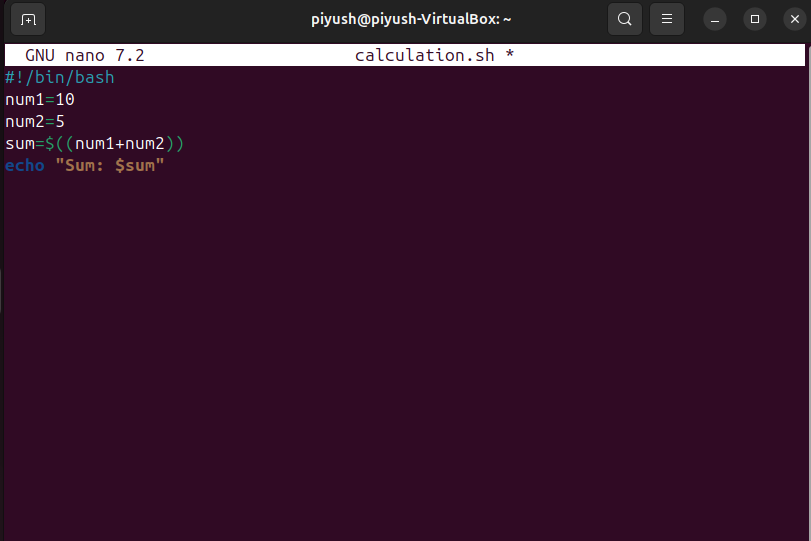 piyush@piyush-VirtualBox: ~
GNU nano 7.2 calculation.sh *
#!/bin/bash
num1=10
num2=5
sum=$((num1+num2))
echo "Sum: $sum"